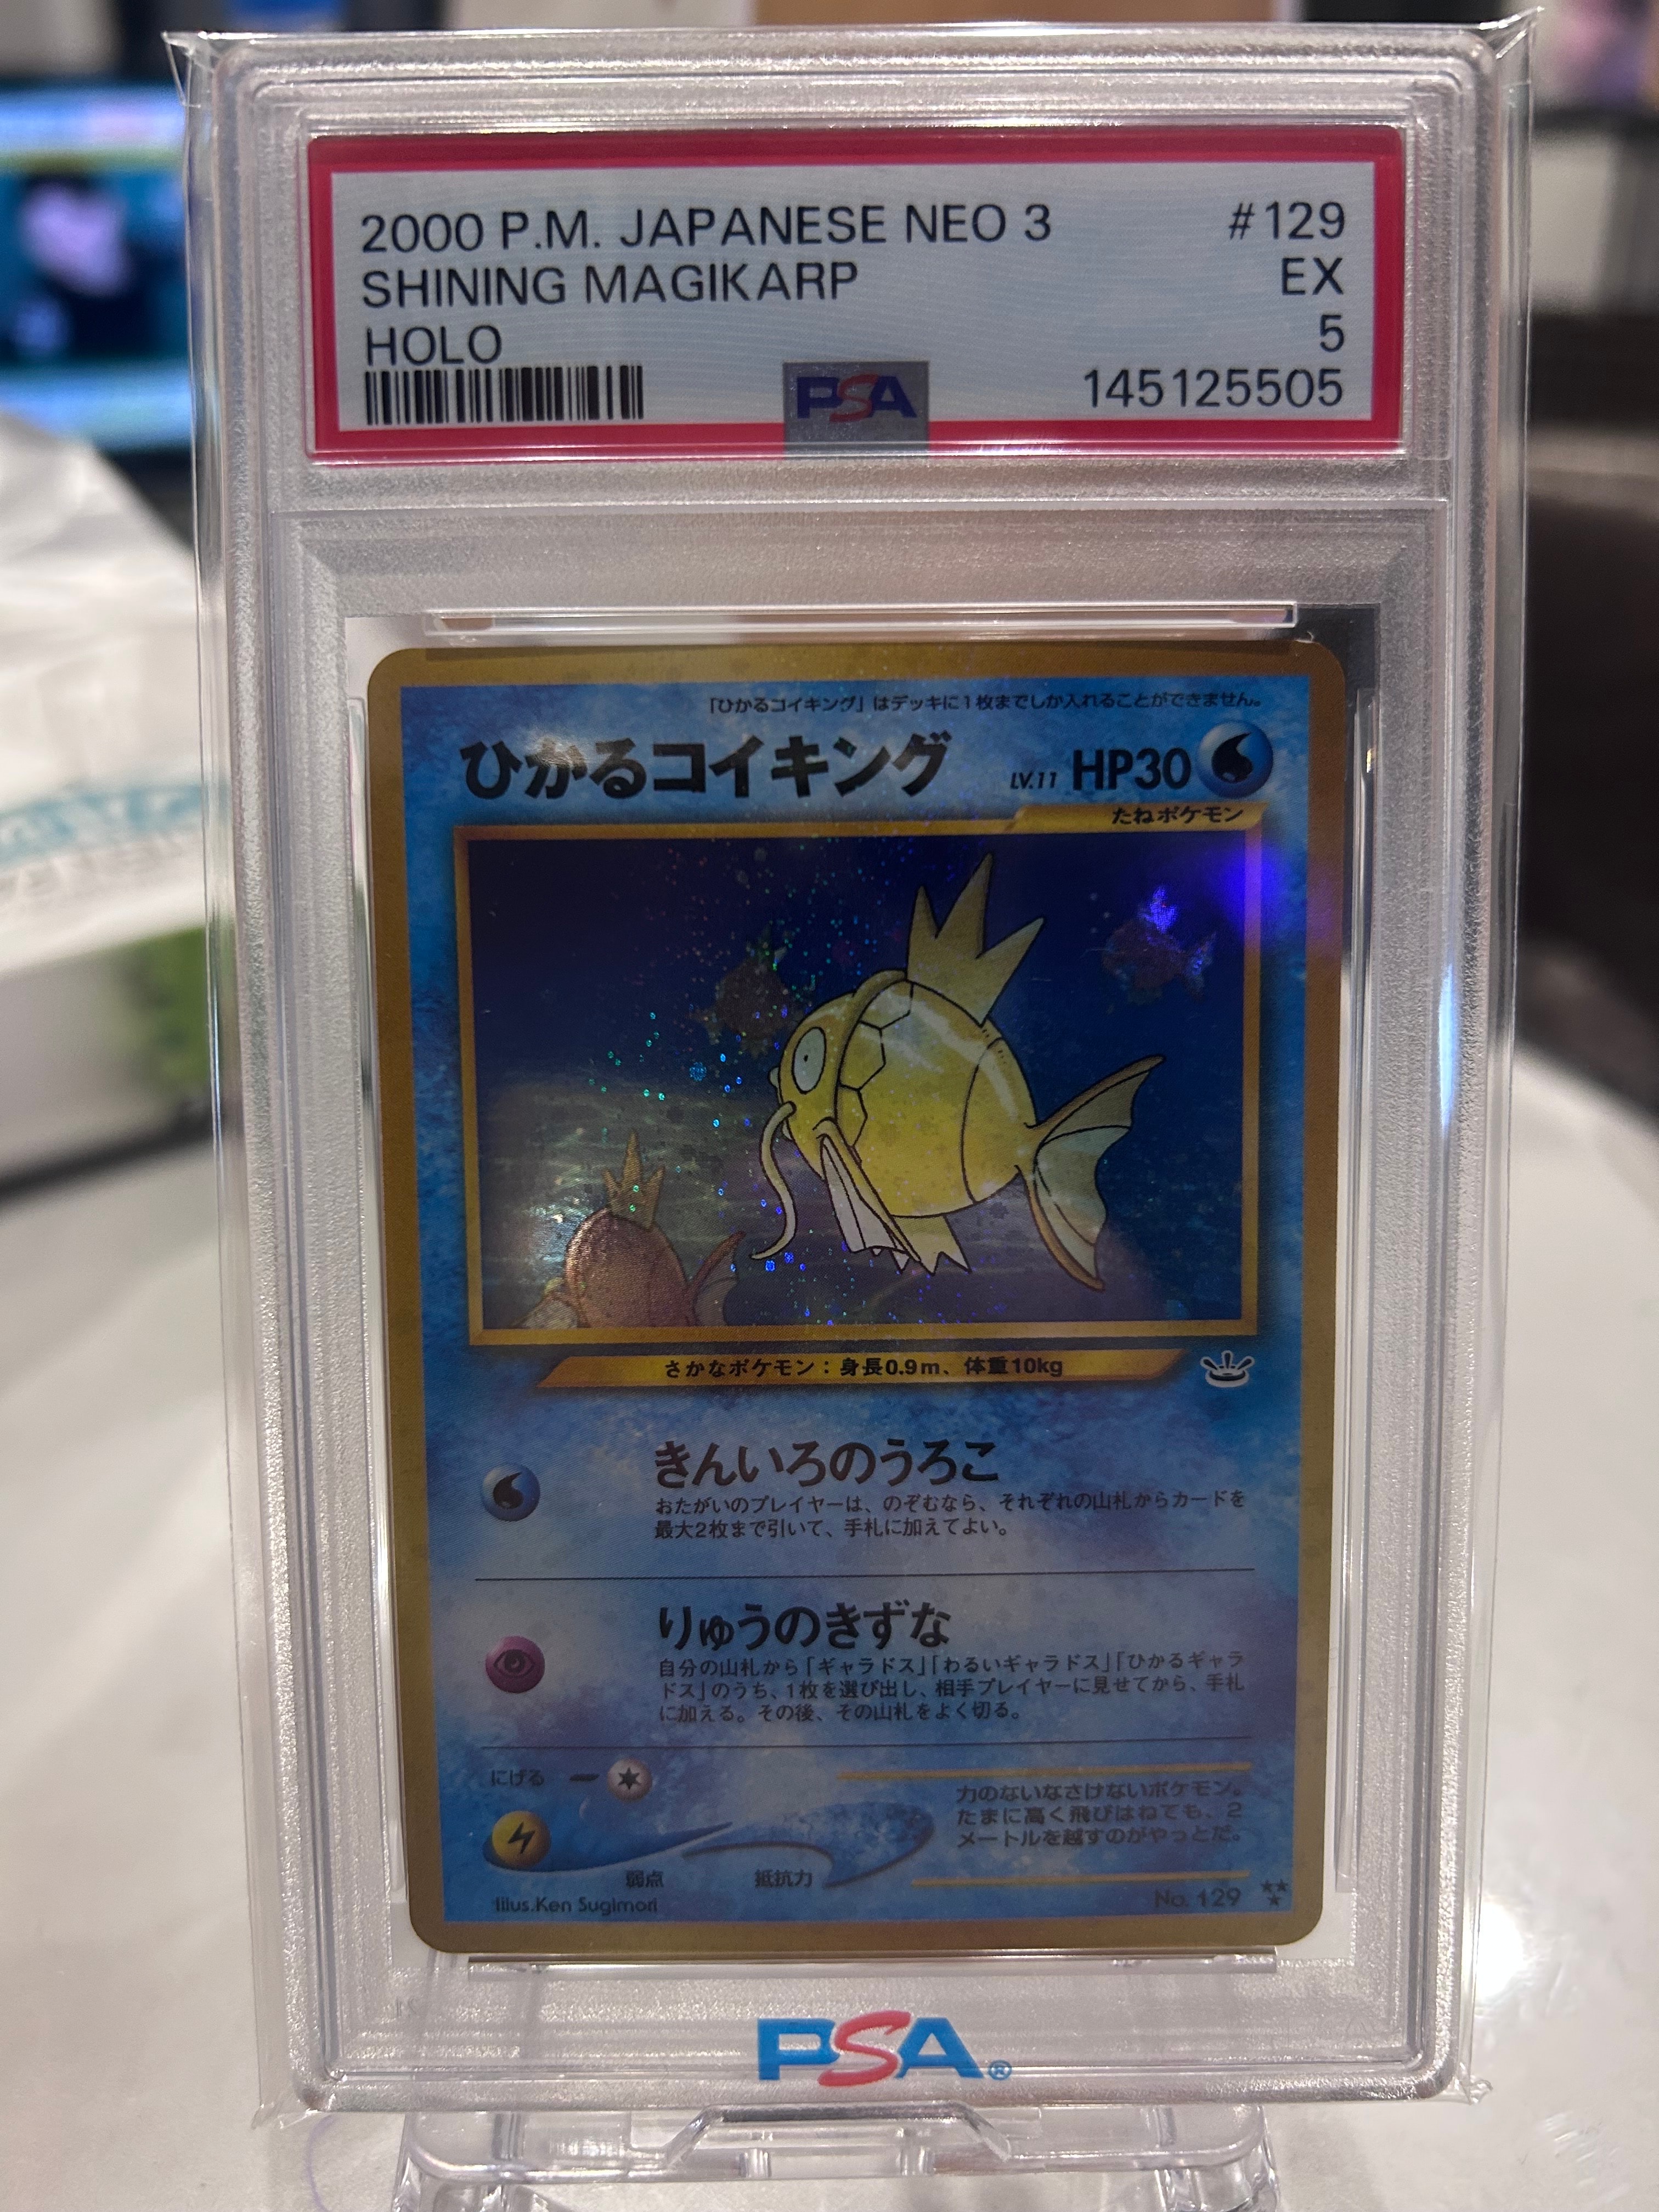 2000 P.M. JAPANESE NEO 3 #129
SHINING MAGIKARP EX
HOLO 5
PSA 145125505
「ひかるコイキング」はデッキに1枚までしか入れることができません。
ひかるコイキング LV.11 HP30
たねポケモン
さかなポケモン：身長0.9m、体重10kg
きんいろのうろこ
おたがいのプレイヤーは、のぞむなら、それぞれの山札からカードを
最大2枚まで引いて、手札に加えてよい。
りゅうのきずな
自分の山札から「ギャラドス」「わるいギャラドス」「ひかるギャラ
ドス」のうち、1枚を選び出し、相手プレイヤーに見せてから、手札
に加える。その後、その山札をよく切る。
にげる
力のないなさけないポケモン。
たまに高く飛びはねても、2
メートルを越すのがやっとだ。
弱点 抵抗力
Illus.Ken Sugimori No. 129
PSA®